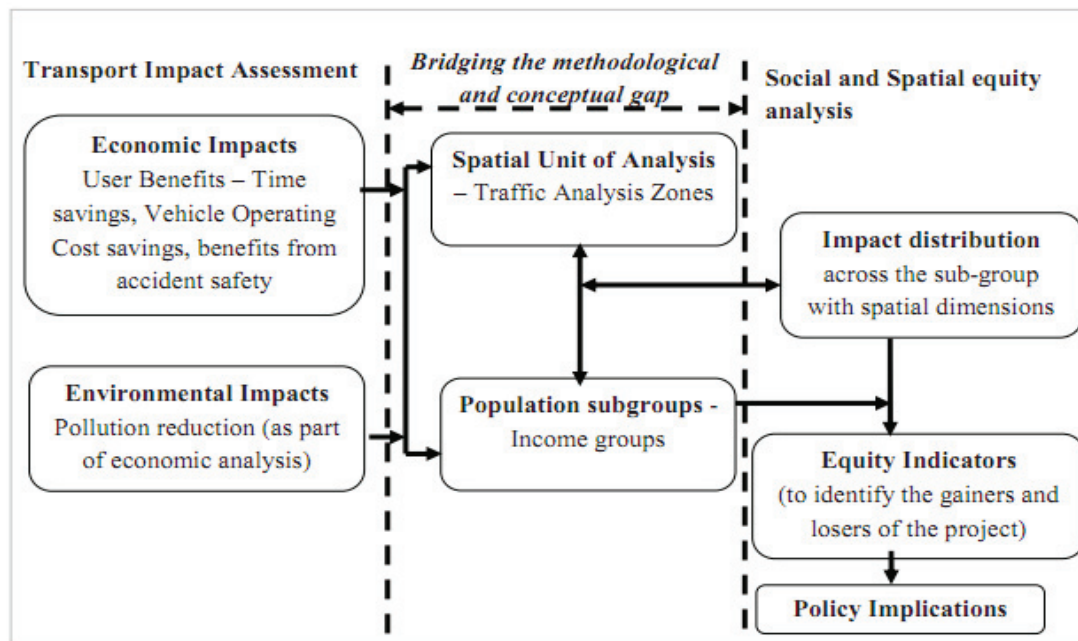 Transport Impact Assessment
Economic Impacts
User Benefits – Time
savings, Vehicle Operating
Cost savings, benefits from
accident safety
Environmental Impacts
Pollution reduction (as part
of economic analysis)
Bridging the methodological
and conceptual gap
Spatial Unit of Analysis
– Traffic Analysis Zones
Population subgroups -
Income groups
Social and Spatial equity
analysis
Impact distribution
across the sub-group
with spatial dimensions
Equity Indicators
(to identify the gainers and
losers of the project)
Policy Implications